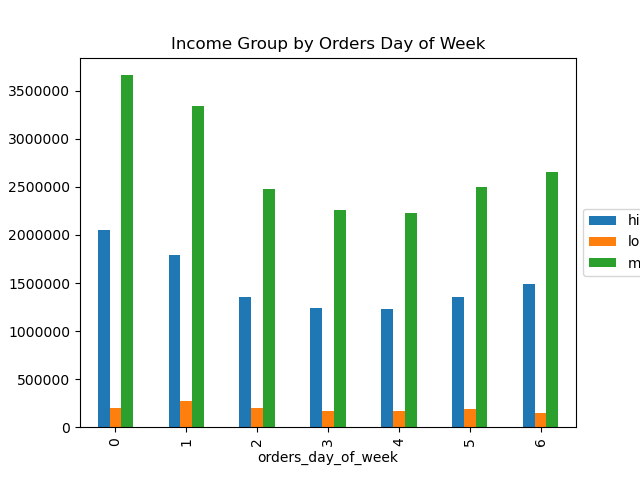 Income Group by Orders Day of Week
3500000
3000000
2500000
2000000
1500000
1000000
500000
0
0 1 2 3 4 5 6
orders_day_of_week
hi
lo
m